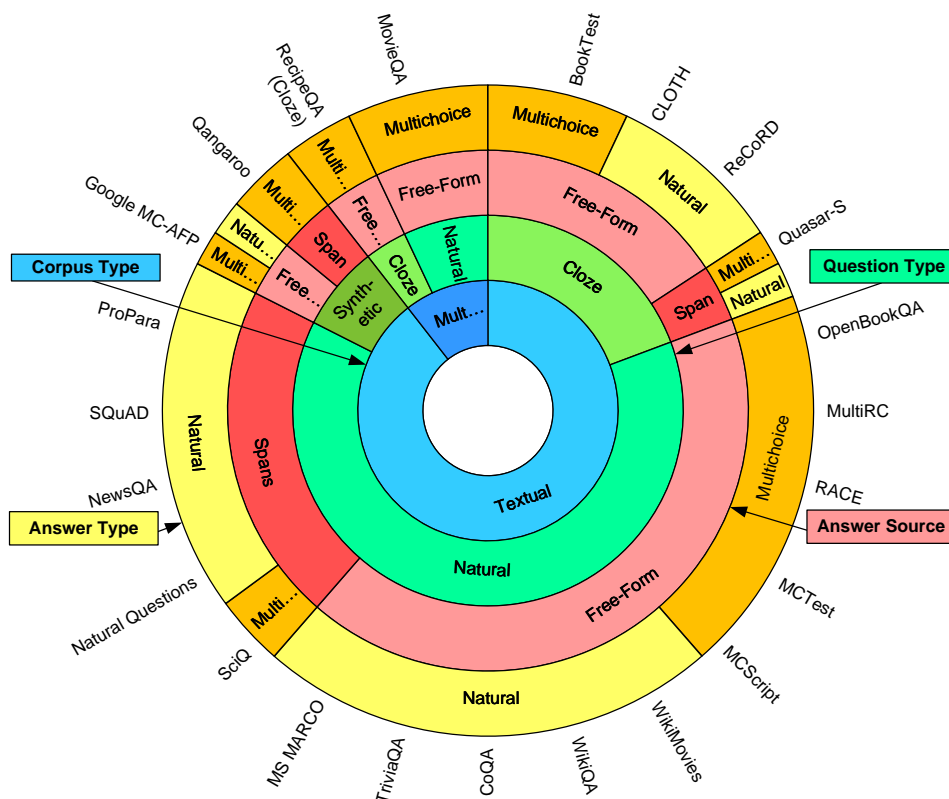 MovieQA
BookTest
RecipeQA
(Cloze)
CLOTH
Qangaroo
ReCoRD
Google MC-AFP
Quasar-S
Multichoice
Multichoice
Multi...
Natural
Multi...
Free-Form
Free-Form
Free...
Natu...
Span
Multi...
Multi...
Natural
Free...
Cloze
Natural
Cloze
Span
Synth-
etic
Mult...
Corpus Type
Question Type
ProPara
OpenBookQA
SQuAD
MultiRC
Natural
Spans
Multichoice
NewsQA
RACE
Textual
Answer Type
Answer Source
Natural
Free-Form
Natural Questions
MCTest
Multi...
SciQ
MCScript
Natural
MS MARCO
TriviaQA
CoQA
WikiQA
WikiMovies